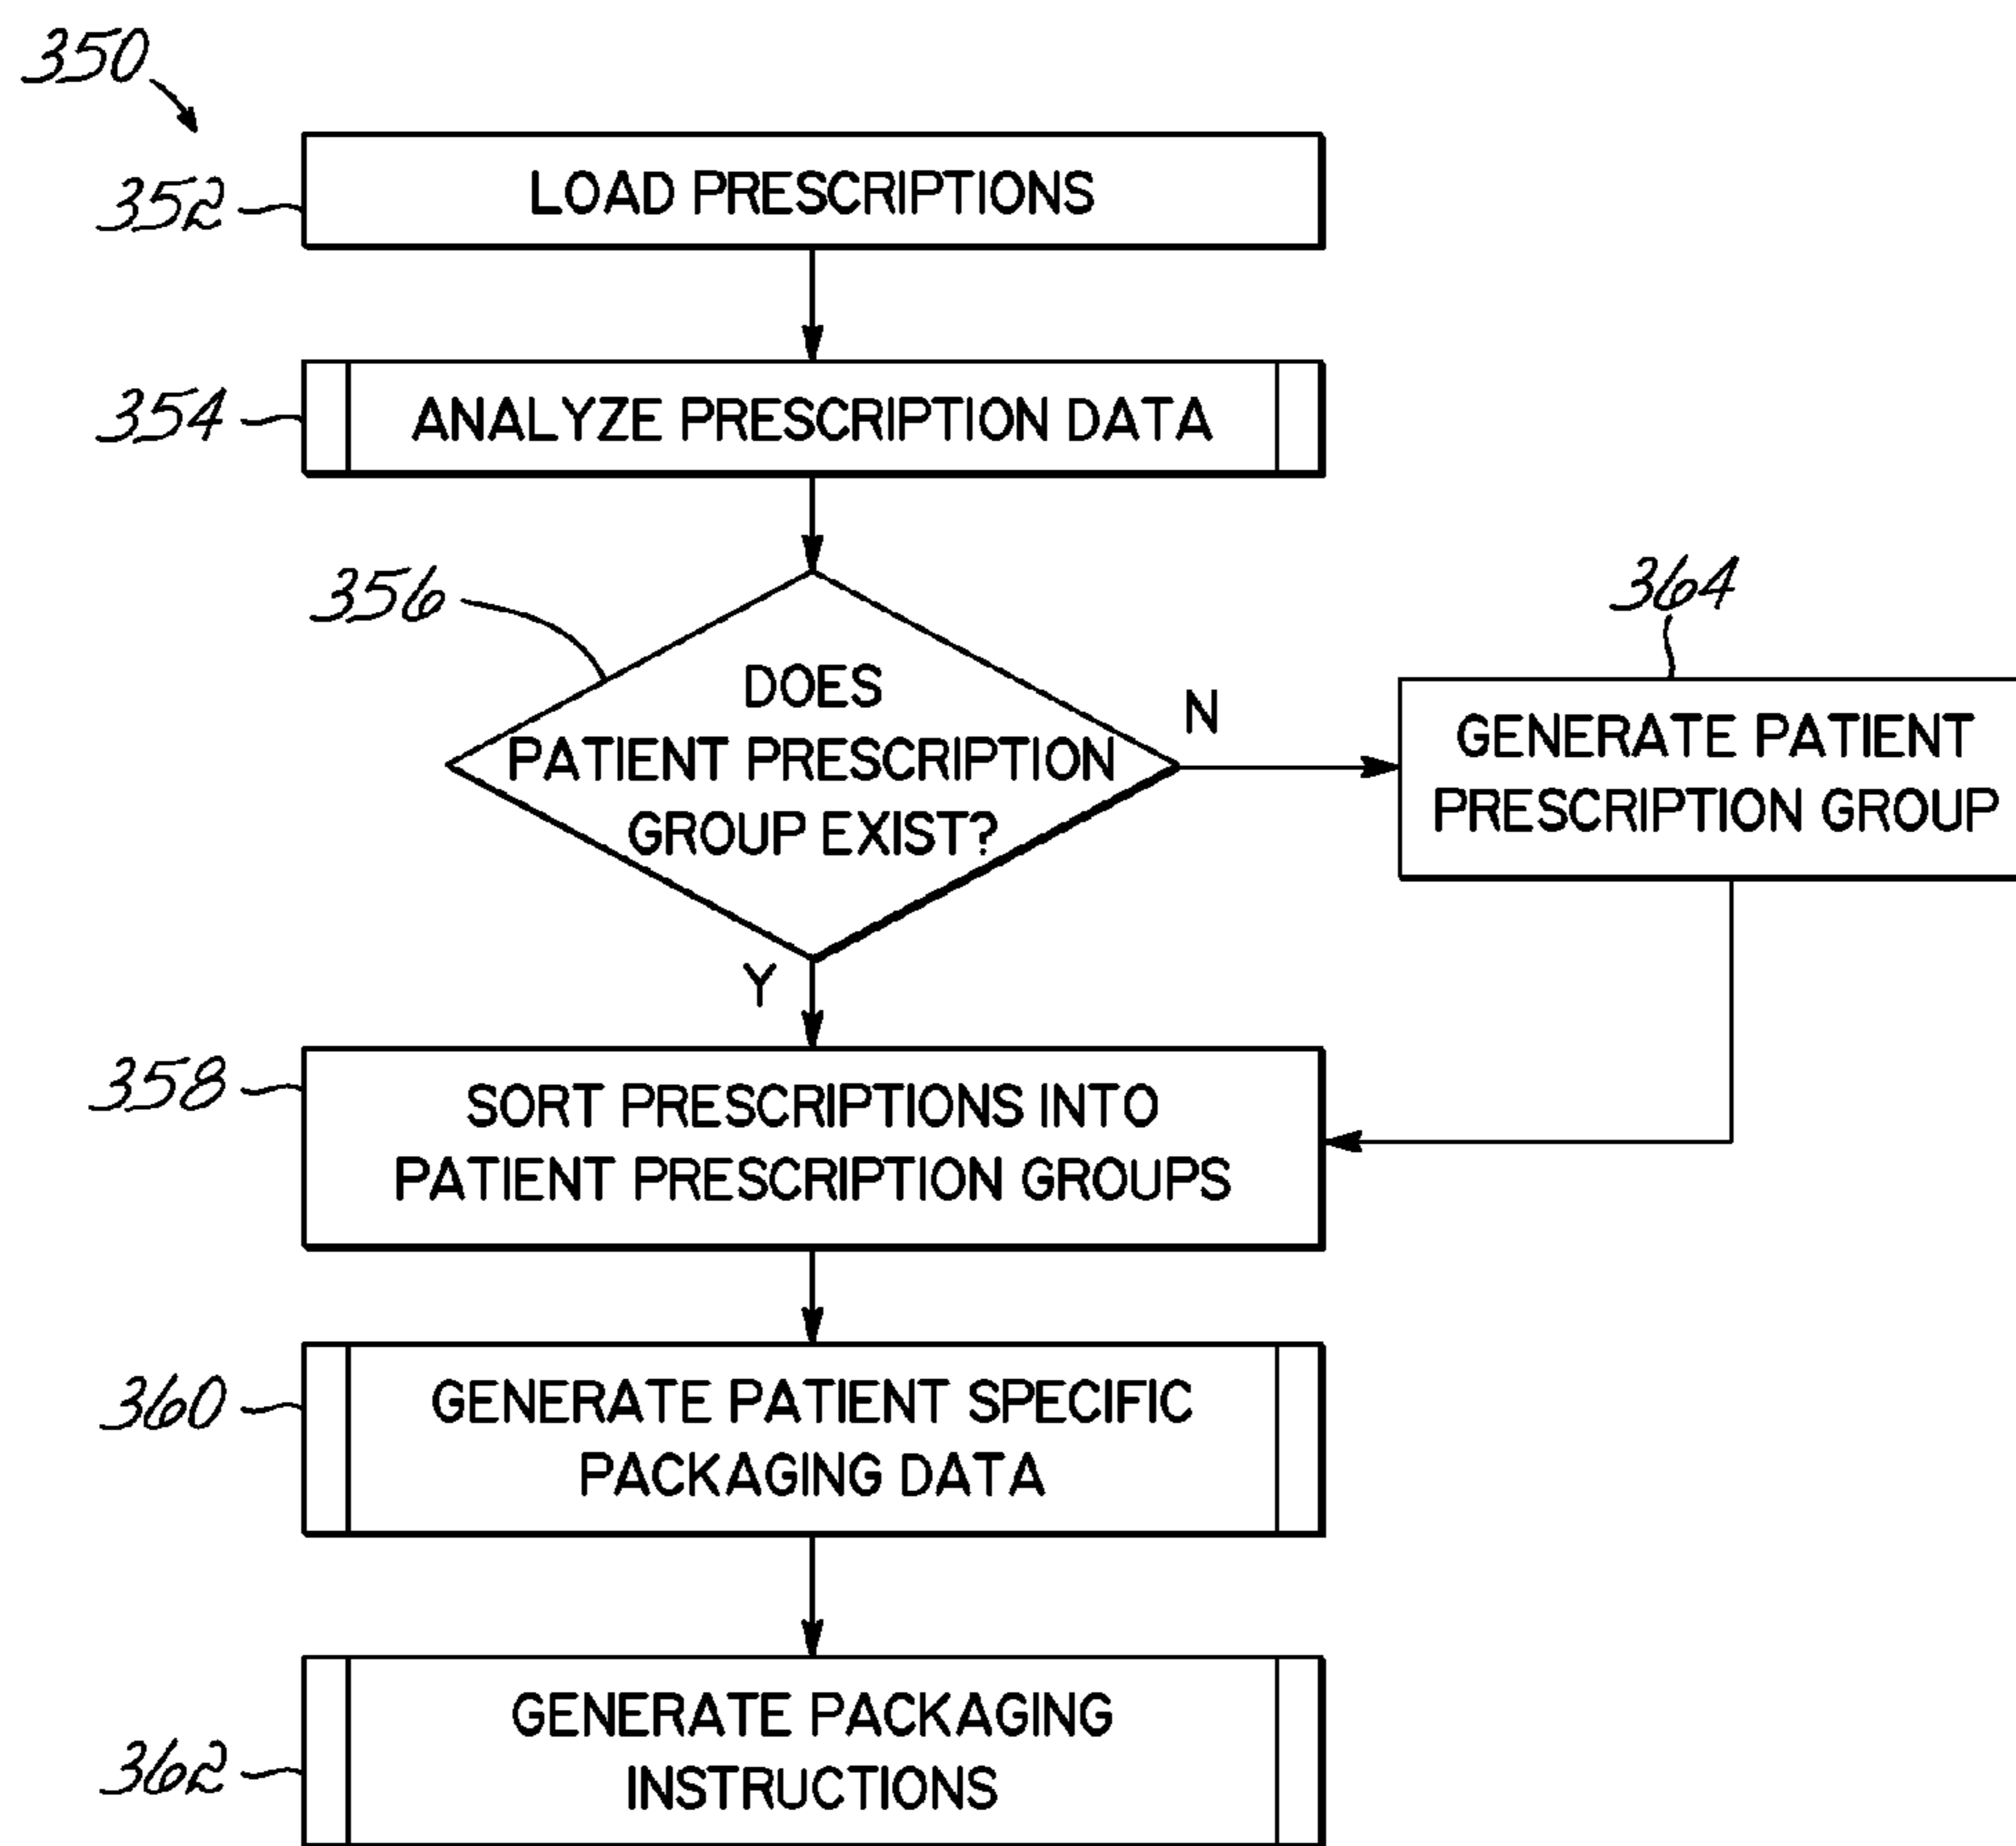 350
352
LOAD PRESCRIPTIONS
354
ANALYZE PRESCRIPTION DATA
356
DOES
PATIENT PRESCRIPTION
GROUP EXIST?
N
364
GENERATE PATIENT
PRESCRIPTION GROUP
Y
358
SORT PRESCRIPTIONS INTO
PATIENT PRESCRIPTION GROUPS
360
GENERATE PATIENT SPECIFIC
PACKAGING DATA
362
GENERATE PACKAGING
INSTRUCTIONS